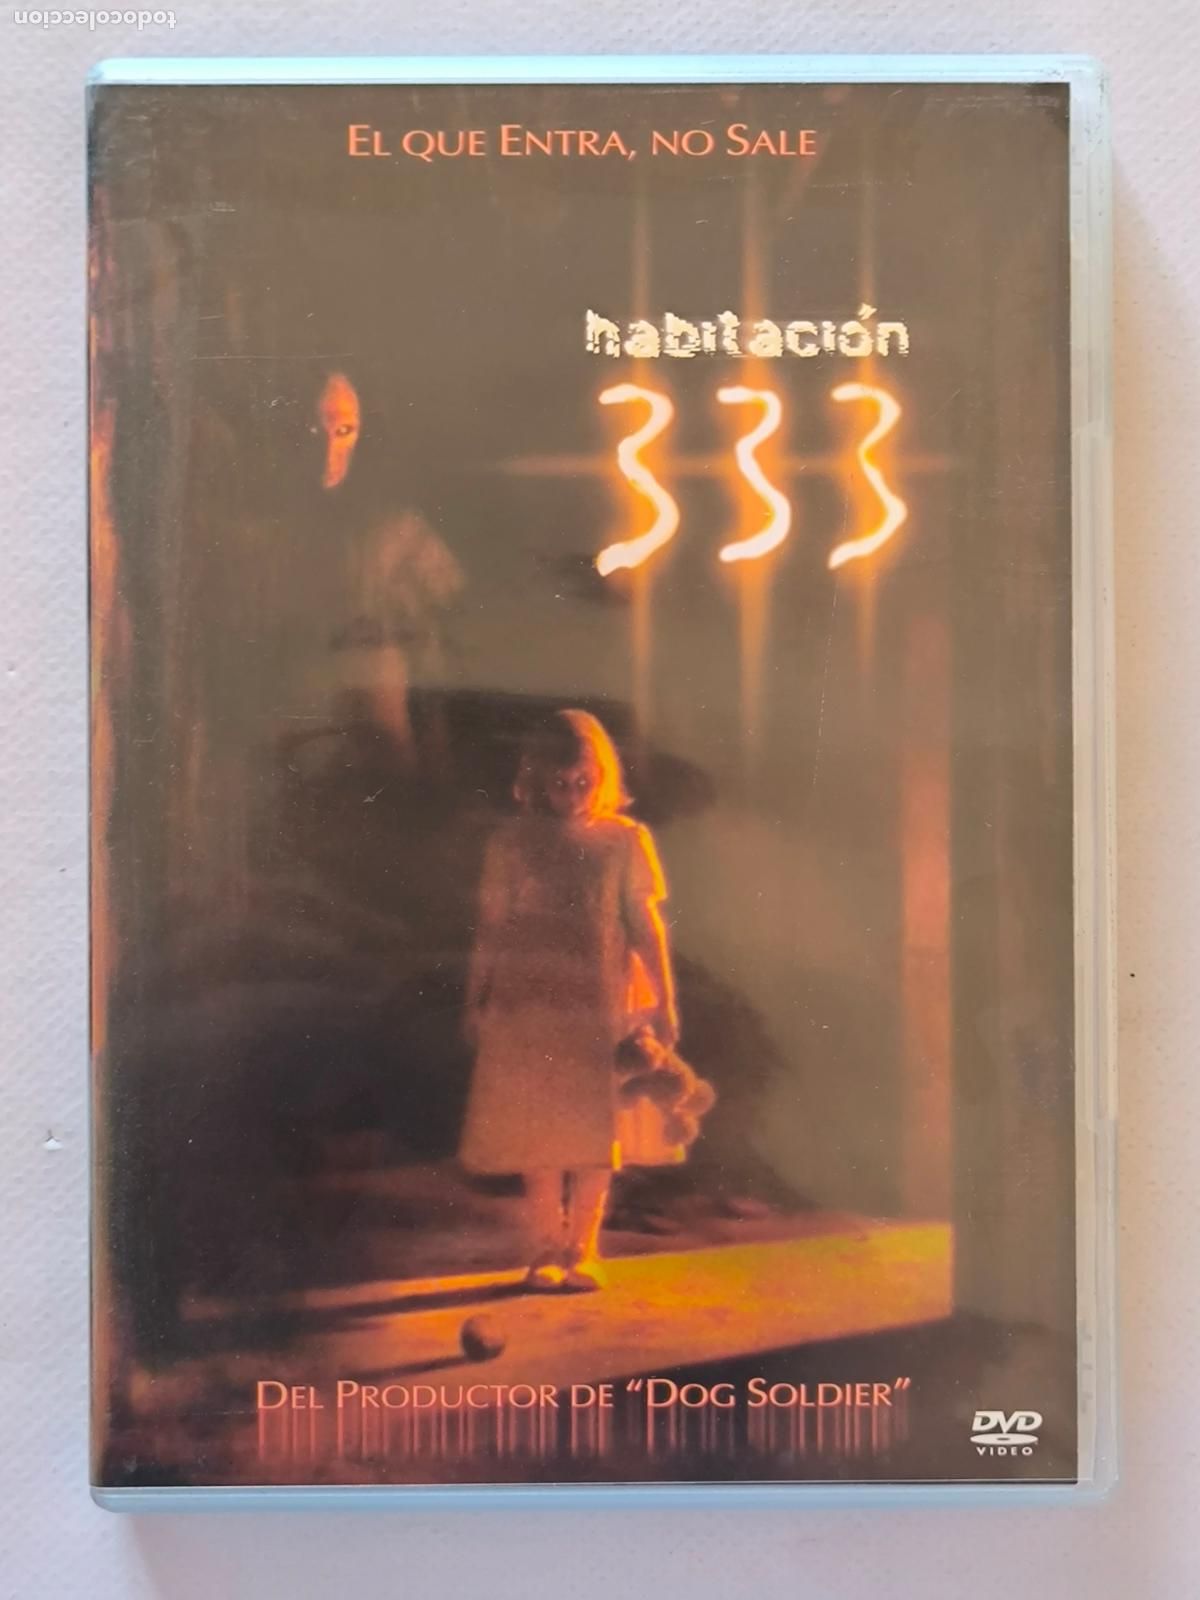 todocoleccion
EL QUE ENTRA, NO SALE
habitación
333
DEL PRODUCTOR DE “DOG SOLDIER”
DVD
VIDEO